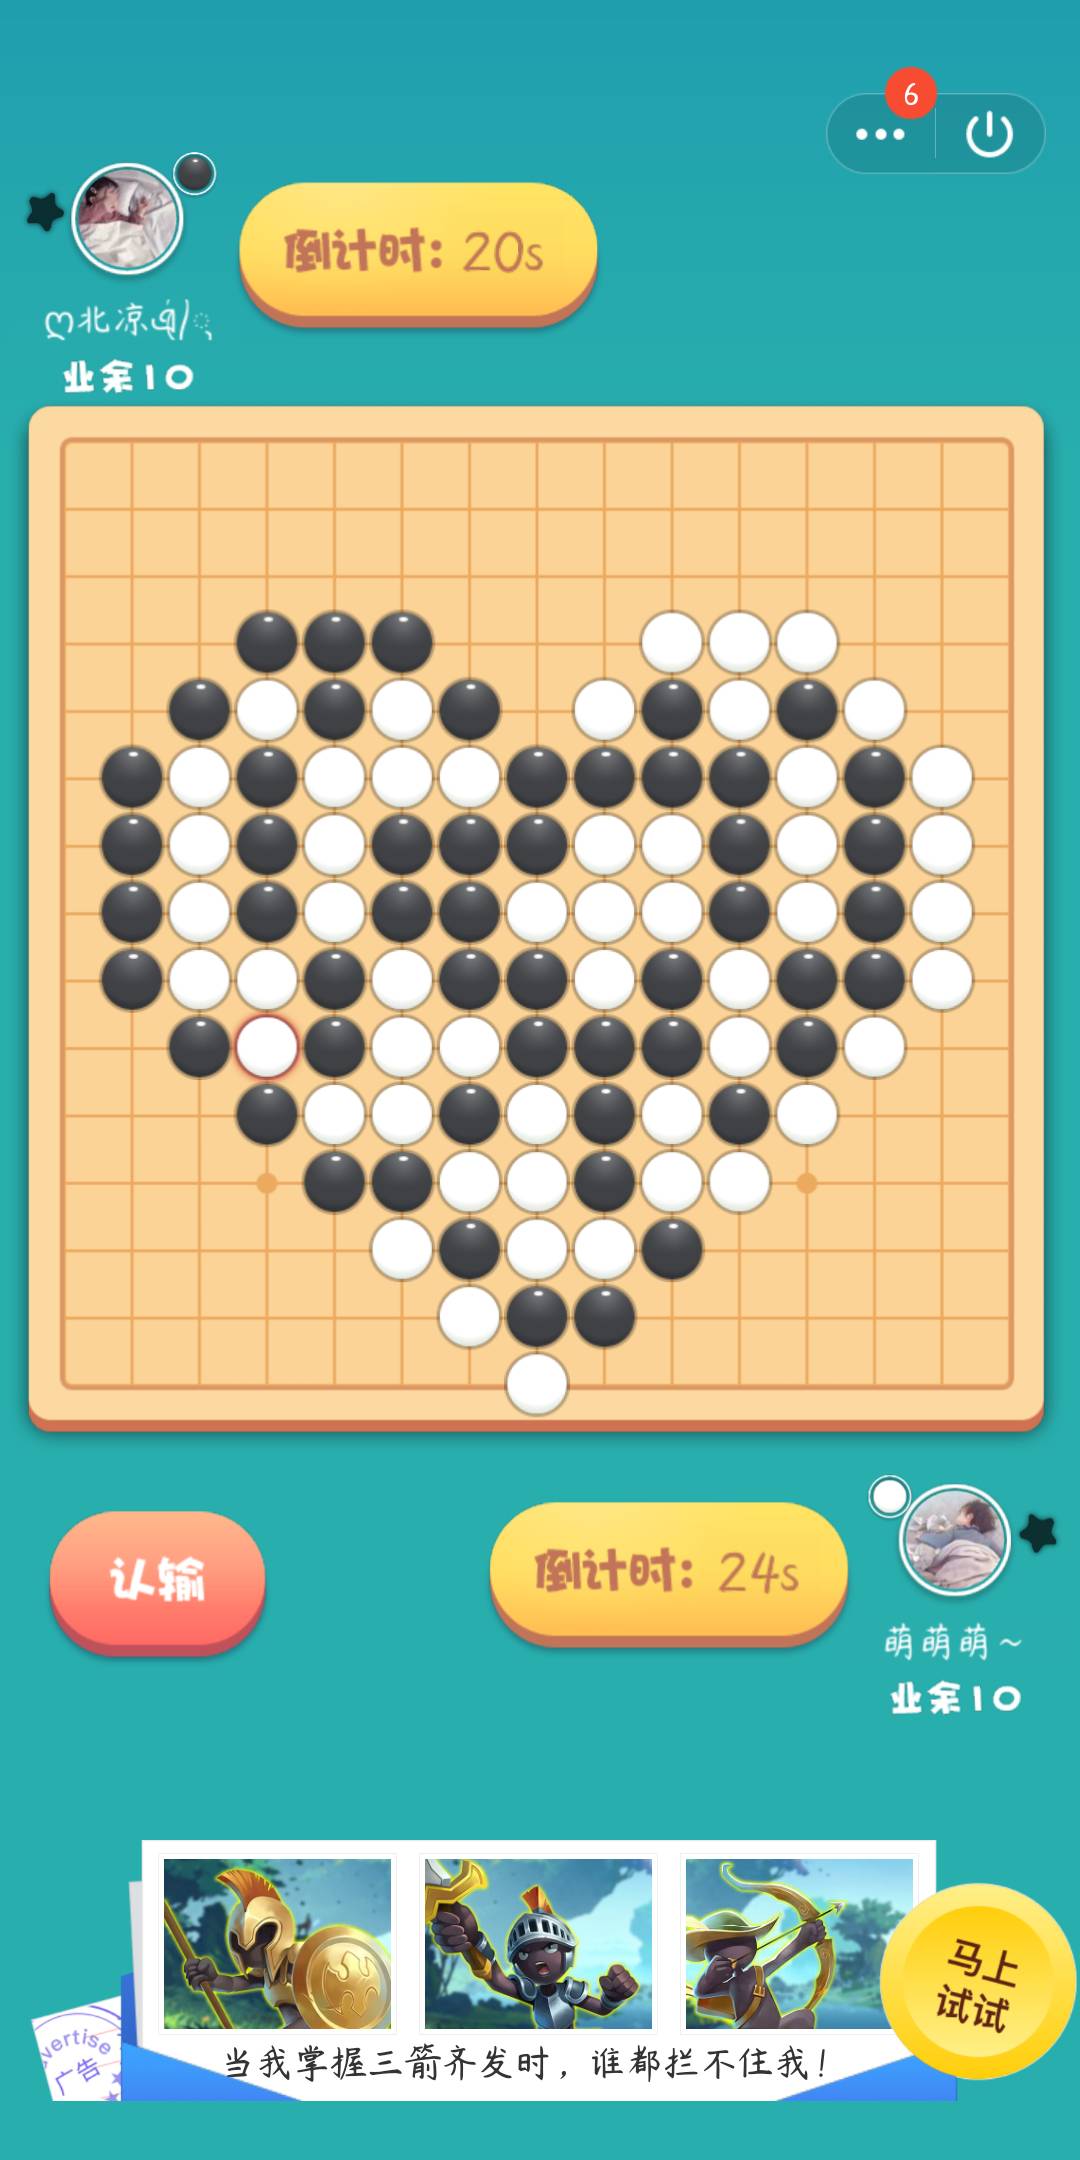 6
倒计时：20s
业余10
认输
倒计时：24s
萌萌萌～
业余10
马上
试试
vertise
广告
当我掌握三箭齐发时，谁都拦不住我！